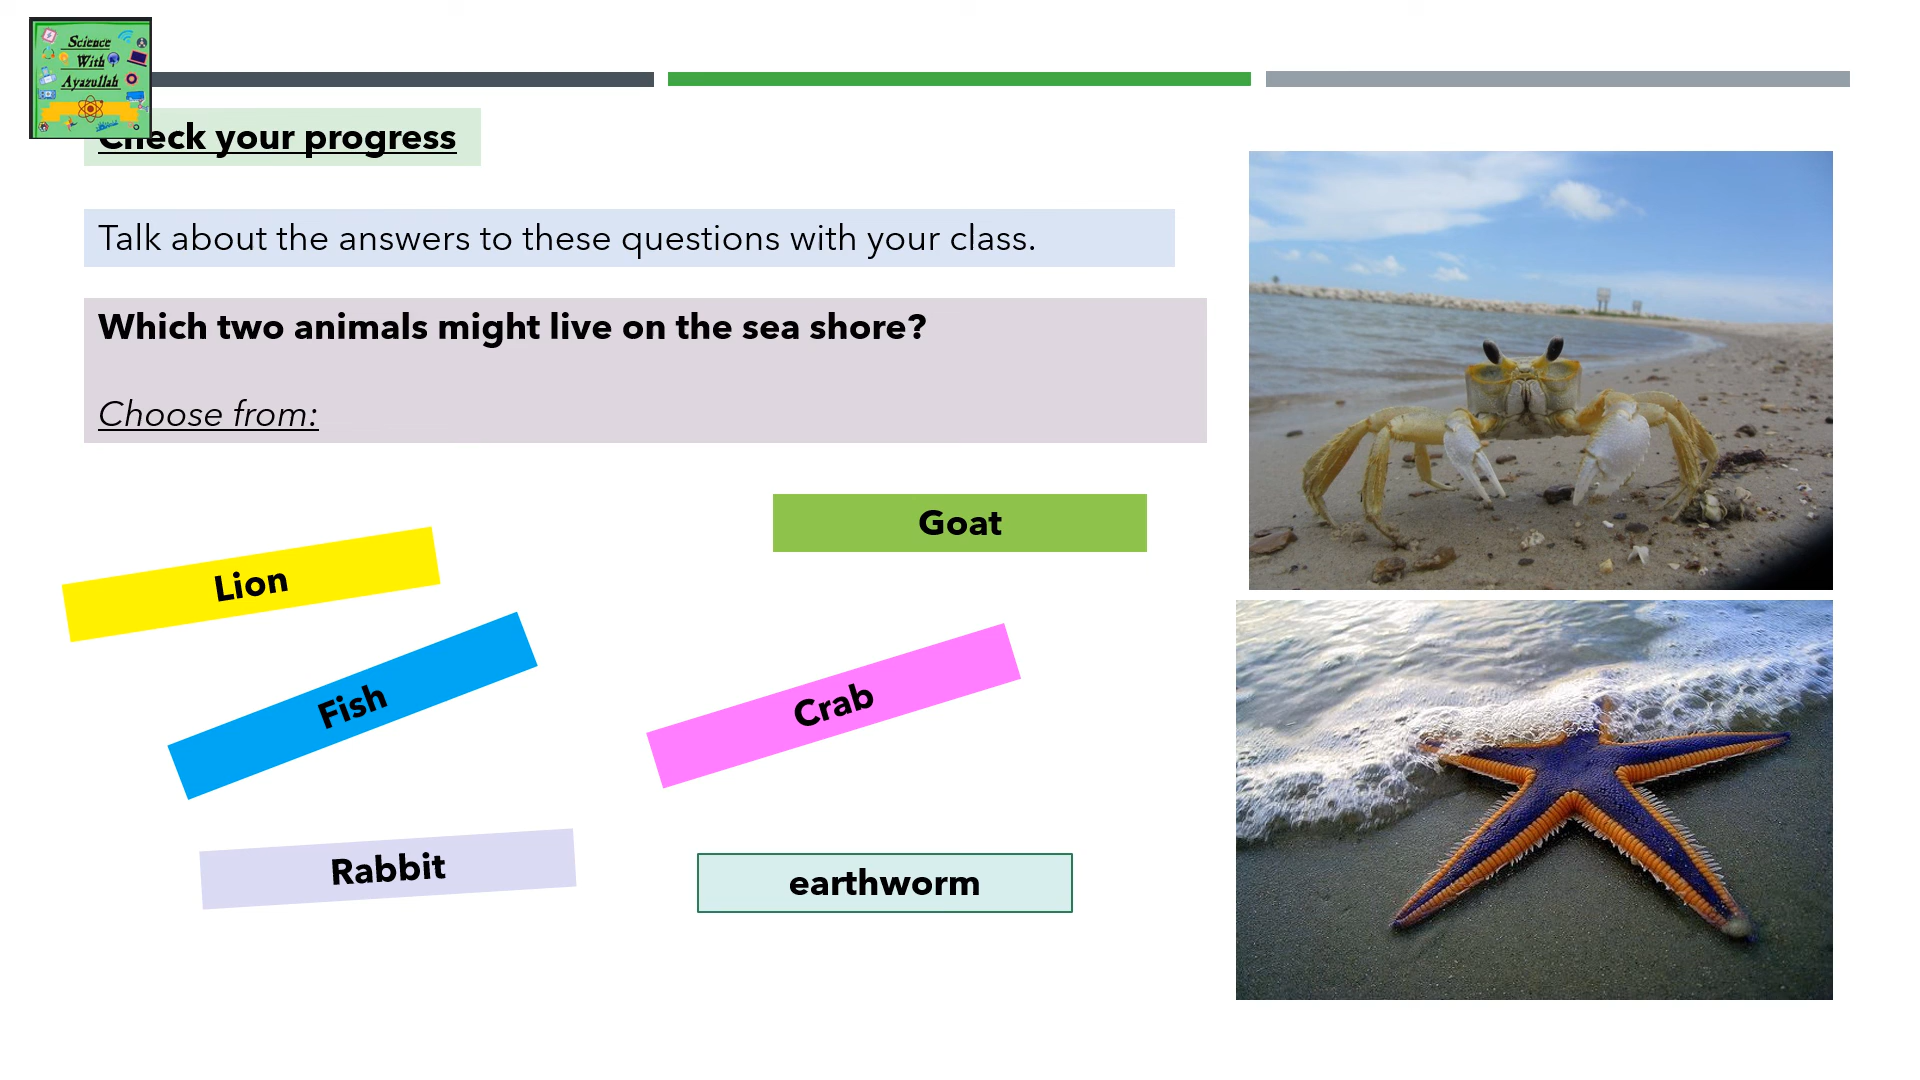 Science
With
Ayazullah
Check your progress
Talk about the answers to these questions with your class.
Which two animals might live on the sea shore?
Choose from:
Goat
Lion
Fish
Crab
Rabbit
earthworm